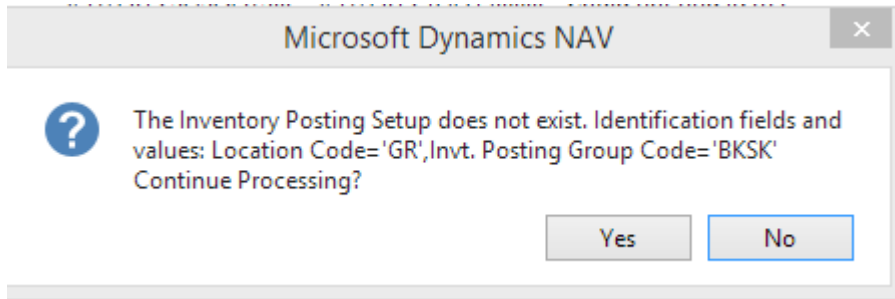 Microsoft Dynamics NAV
The Inventory Posting Setup does not exist. Identification fields and
values: Location Code='GR',Invt. Posting Group Code='BKSK'
Continue Processing?
Yes No